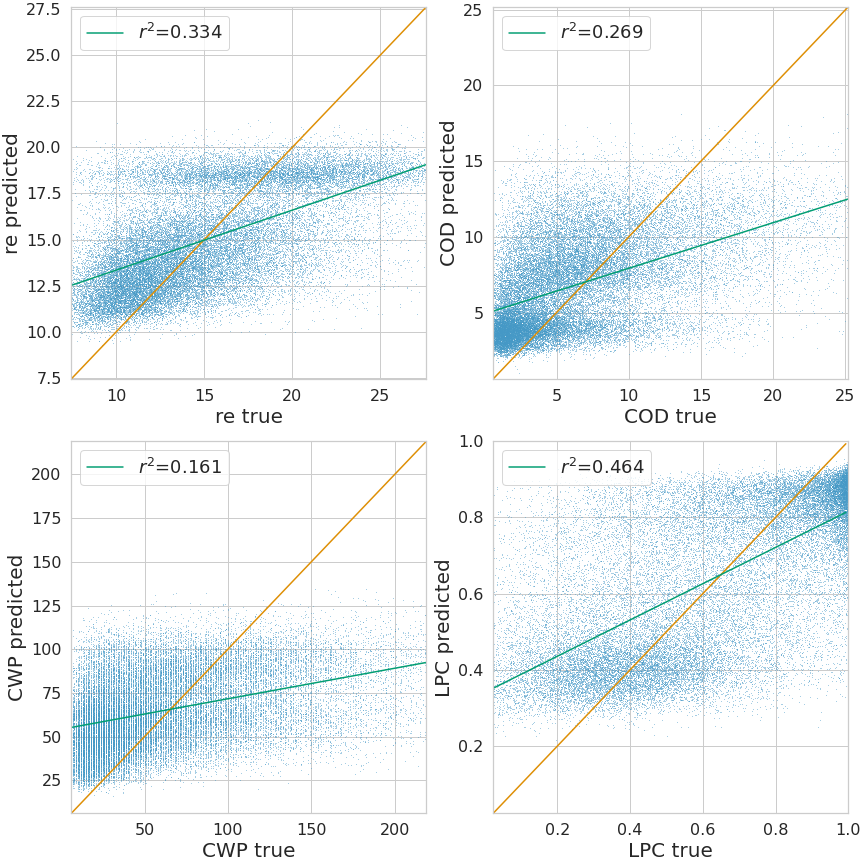 27.5
25.0
22.5
20.0
17.5
15.0
12.5
10.0
7.5
re predicted
r²=0.334
10 15 20 25
re true
25
20
15
10
5
COD predicted
r²=0.269
5 10 15 20 25
COD true
200
175
150
125
100
75
50
25
CWP predicted
r²=0.161
50 100 150 200
CWP true
1.0
0.8
0.6
0.4
0.2
LPC predicted
r²=0.464
0.2 0.4 0.6 0.8 1.0
LPC true